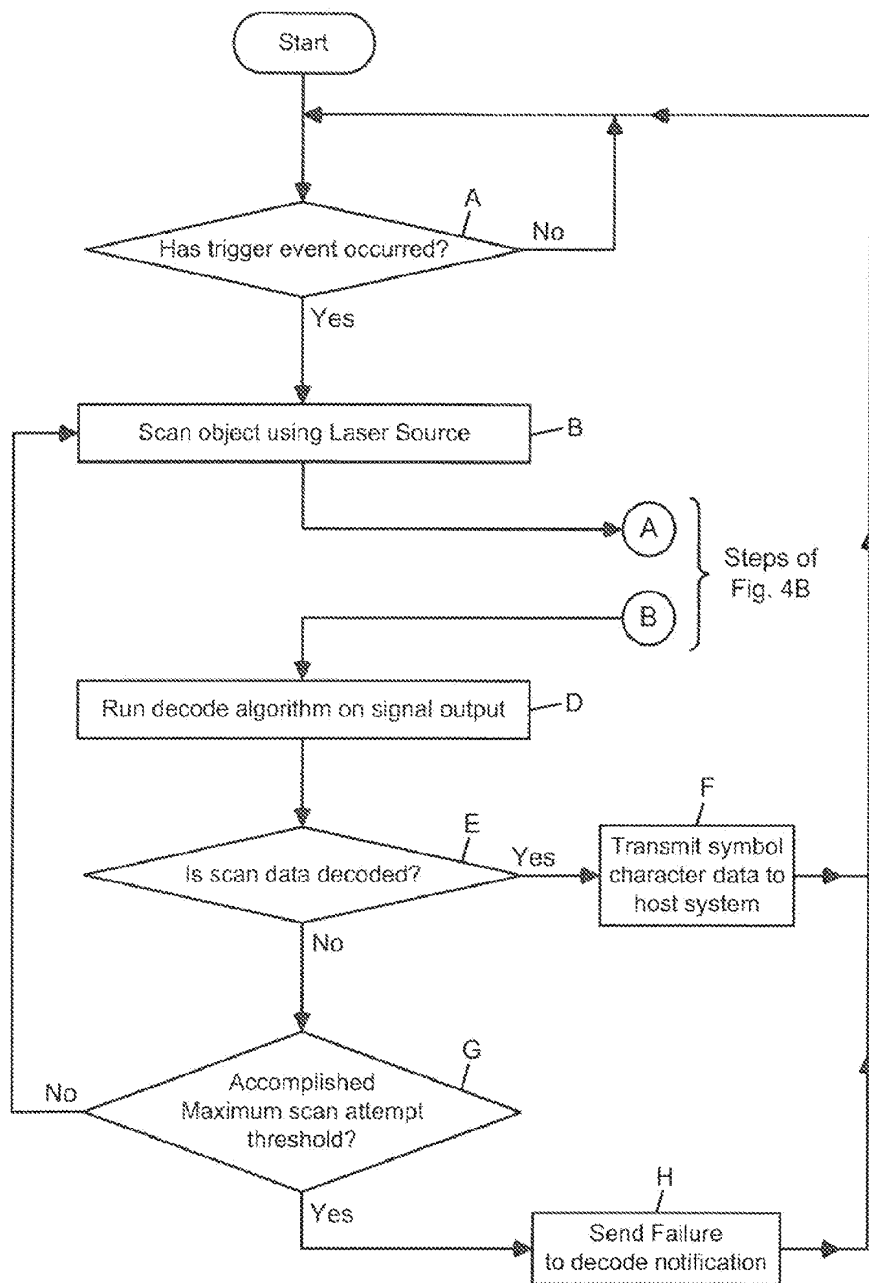 Start
A
Has trigger event occurred?
No
Yes
Scan object using Laser Source
B
A
Steps of
Fig. 4B
B
Run decode algorithm on signal output
D
F
E
Is scan data decoded?
Yes
Transmit symbol
character data to
host system
No
G
Accomplished
Maximum scan attempt
threshold?
No
Yes
H
Send Failure
to decode notification